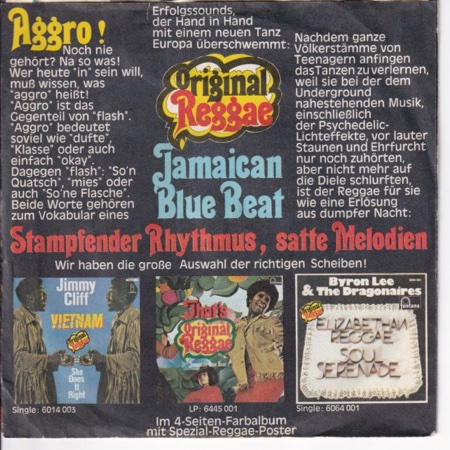 Aggro!
Noch nie
gehört? Na so was!
Wer heute "in" sein will,
muß wissen, was
"aggro" heißt!
"Aggro" ist das
Gegenteil von "flash".
"Aggro" bedeutet
soviel wie "dufte",
"Klasse" oder auch
einfach "okay".
Dagegen "flash": "So'n
Quatsch", "mies" oder
auch "So'ne Flasche".
Beide Worte gehören
zum Vokabular eines
Erfolgssounds,
der Hand in Hand
mit einem neuen Tanz
Europa überschwemmt:
Original
Reggae
Jamaican
Blue Beat
Nachdem ganze
Völkerstämme von
Teenagern anfingen
das Tanzen zu verlernen,
weil sie bei der dem
Underground
nahestehenden Musik,
einschließlich
der Psychedelic-
Lichteffekte, vor lauter
Staunen und Ehrfurcht
nur noch zuhörten,
aber nicht mehr auf
die Diele schlurften,
ist der Reggae für sie
wie eine Erlösung
aus dumpfer Nacht:
Stampfender Rhythmus, satte Melodien
Wir haben die große Auswahl der richtigen Scheiben!
Jimmy
Cliff
VIETNAM
Original
Reggae
She
Does It
Right
Single: 6014 003
That's
Original
Reggae
Jamaican Blue Beat
LP: 6445 001
Byron Lee
& The Dragonaires
fontana
Original
Reggae
ELIZABETHAN
REGGAE
SOUL
SERENADE
Single: 6064 001
Im 4-Seiten-Farbalbum
mit Spezial-Reggae-Poster